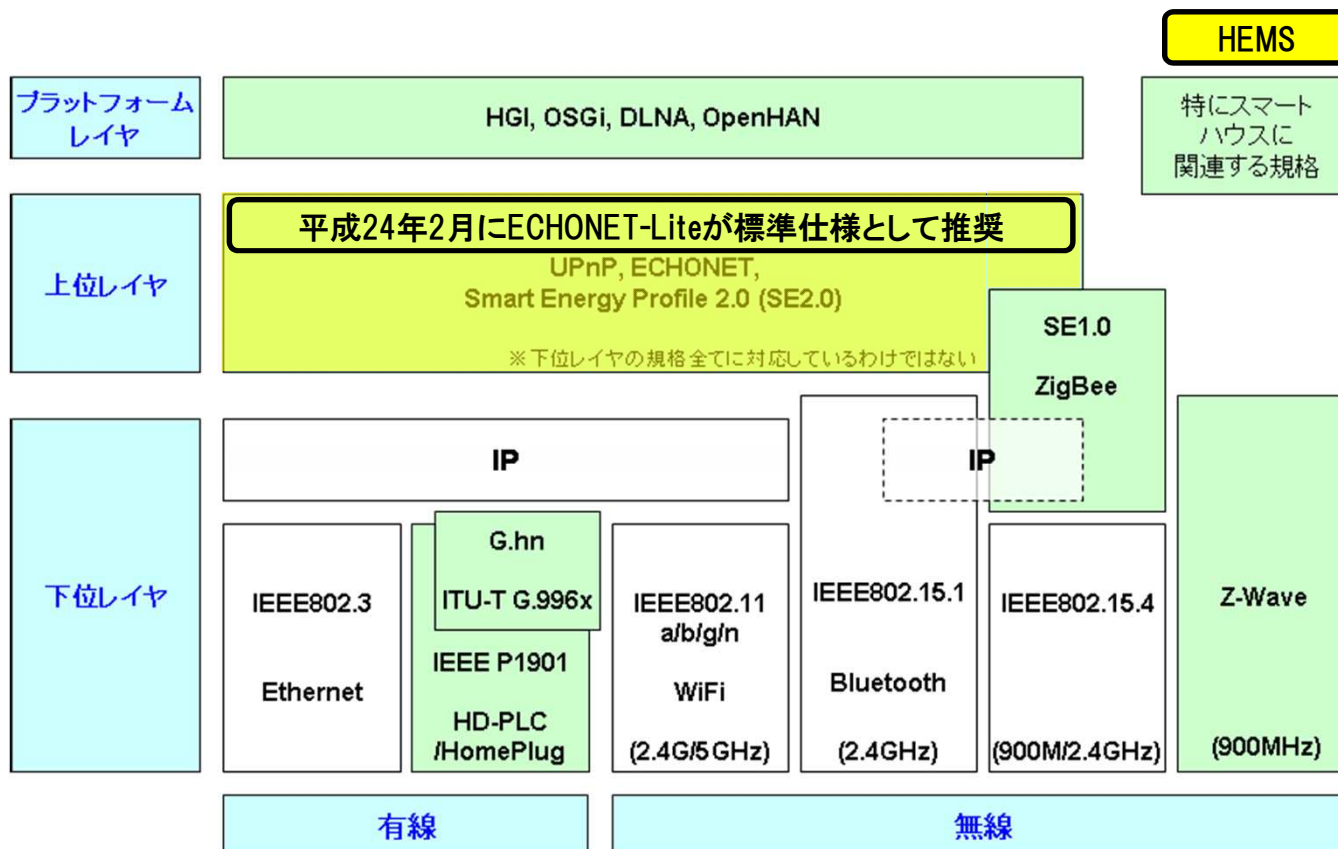 HEMS
プラットフォーム
レイヤ
HGI, OSGi, DLNA, OpenHAN
特にスマート
ハウスに
関連する規格
上位レイヤ
平成24年2月にECHONET-Liteが標準仕様として推奨
UPnP, ECHONET,
Smart Energy Profile 2.0 (SE2.0)
※下位レイヤの規格全てに対応しているわけではない
SE1.0
ZigBee
下位レイヤ
IP
IP
IEEE802.3
Ethernet
G.hn
ITU-T G.996x
IEEE P1901
HD-PLC
/HomePlug
IEEE802.11
a/b/g/n
WiFi
(2.4G/5GHz)
IEEE802.15.1
Bluetooth
(2.4GHz)
IEEE802.15.4
(900M/2.4GHz)
Z-Wave
(900MHz)
有線
無線